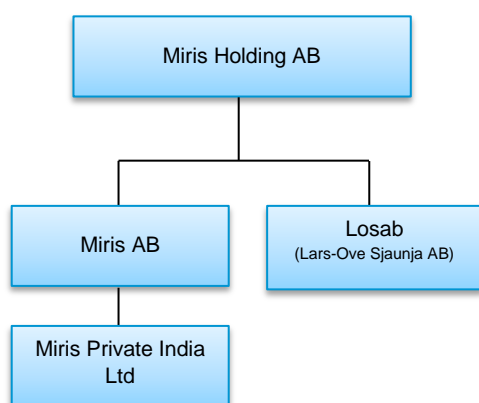 Miris Holding AB
Miris AB
Losab
(Lars-Ove Sjaunja AB)
Miris Private India
Ltd